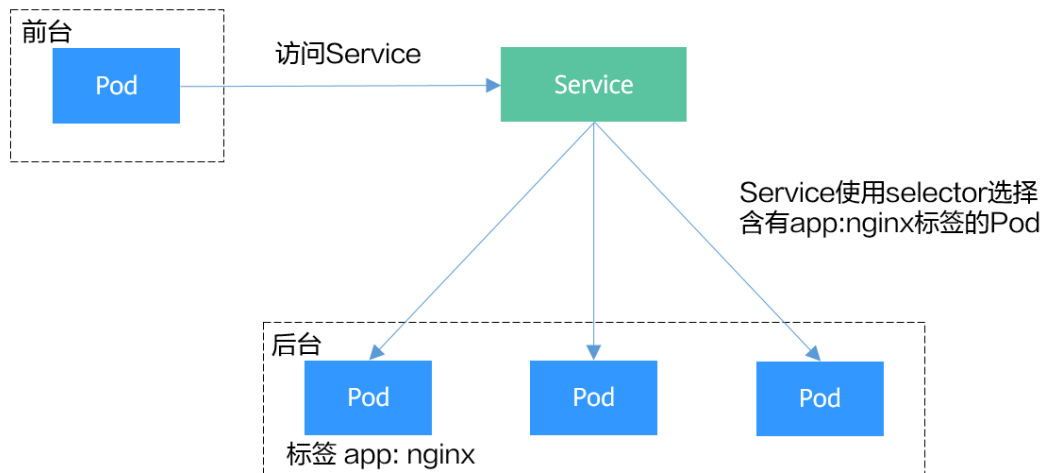 前台
Pod
访问Service
Service
Service使用selector选择
含有app:nginx标签的Pod
后台
Pod
Pod
Pod
标签 app: nginx